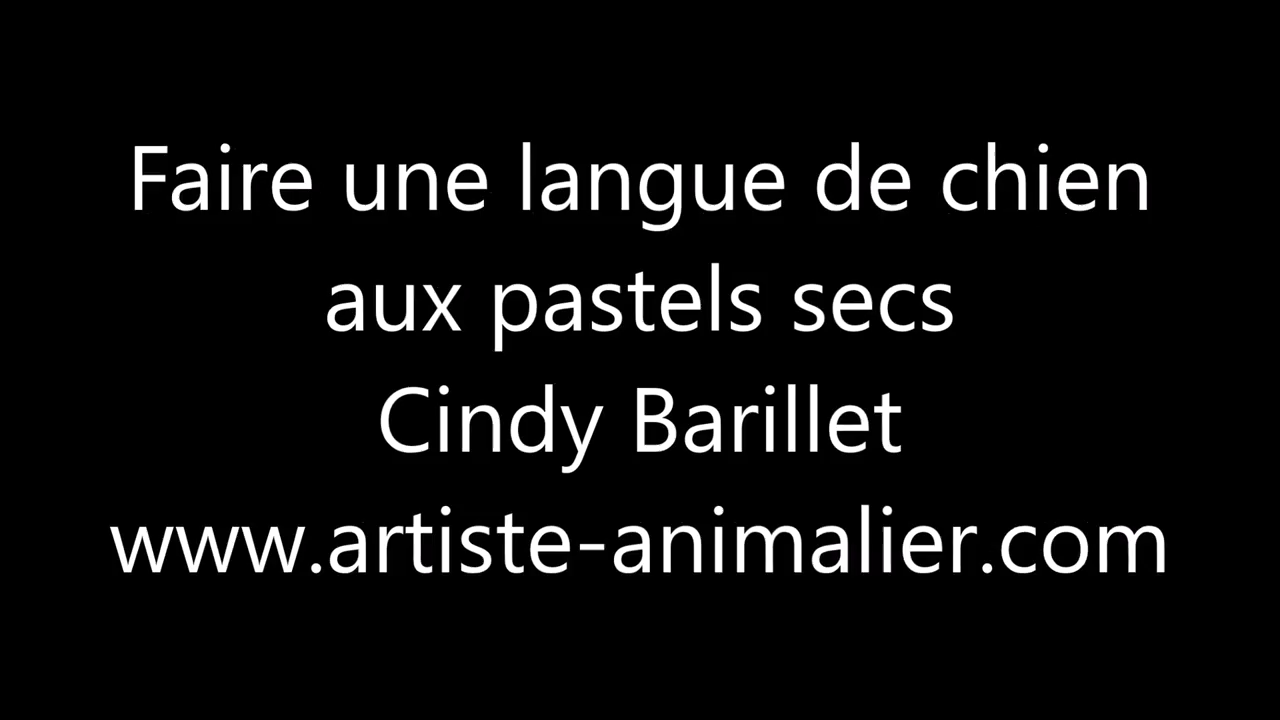 Faire une langue de chien
aux pastels secs
Cindy Barillet
www.artiste-animalier.com